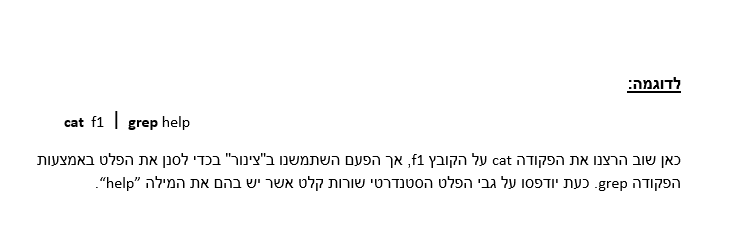 לדוגמה:
cat f1 | grep help
כאן שוב הרצנו את הפקודה cat על הקובץ f1, אך הפעם השתמשנו ב"צינור" בכדי לסנן את הפלט באמצעות
הפקודה grep. כעת יודפסו על גבי הפלט הסטנדרטי שורות קלט אשר יש בהם את המילה "help".